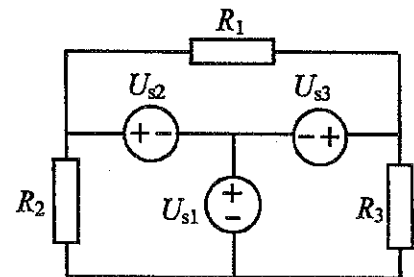 R₁
Uₛ₂ Uₛ₃
+ - - +
R₂ Uₛ₁ + - R₃